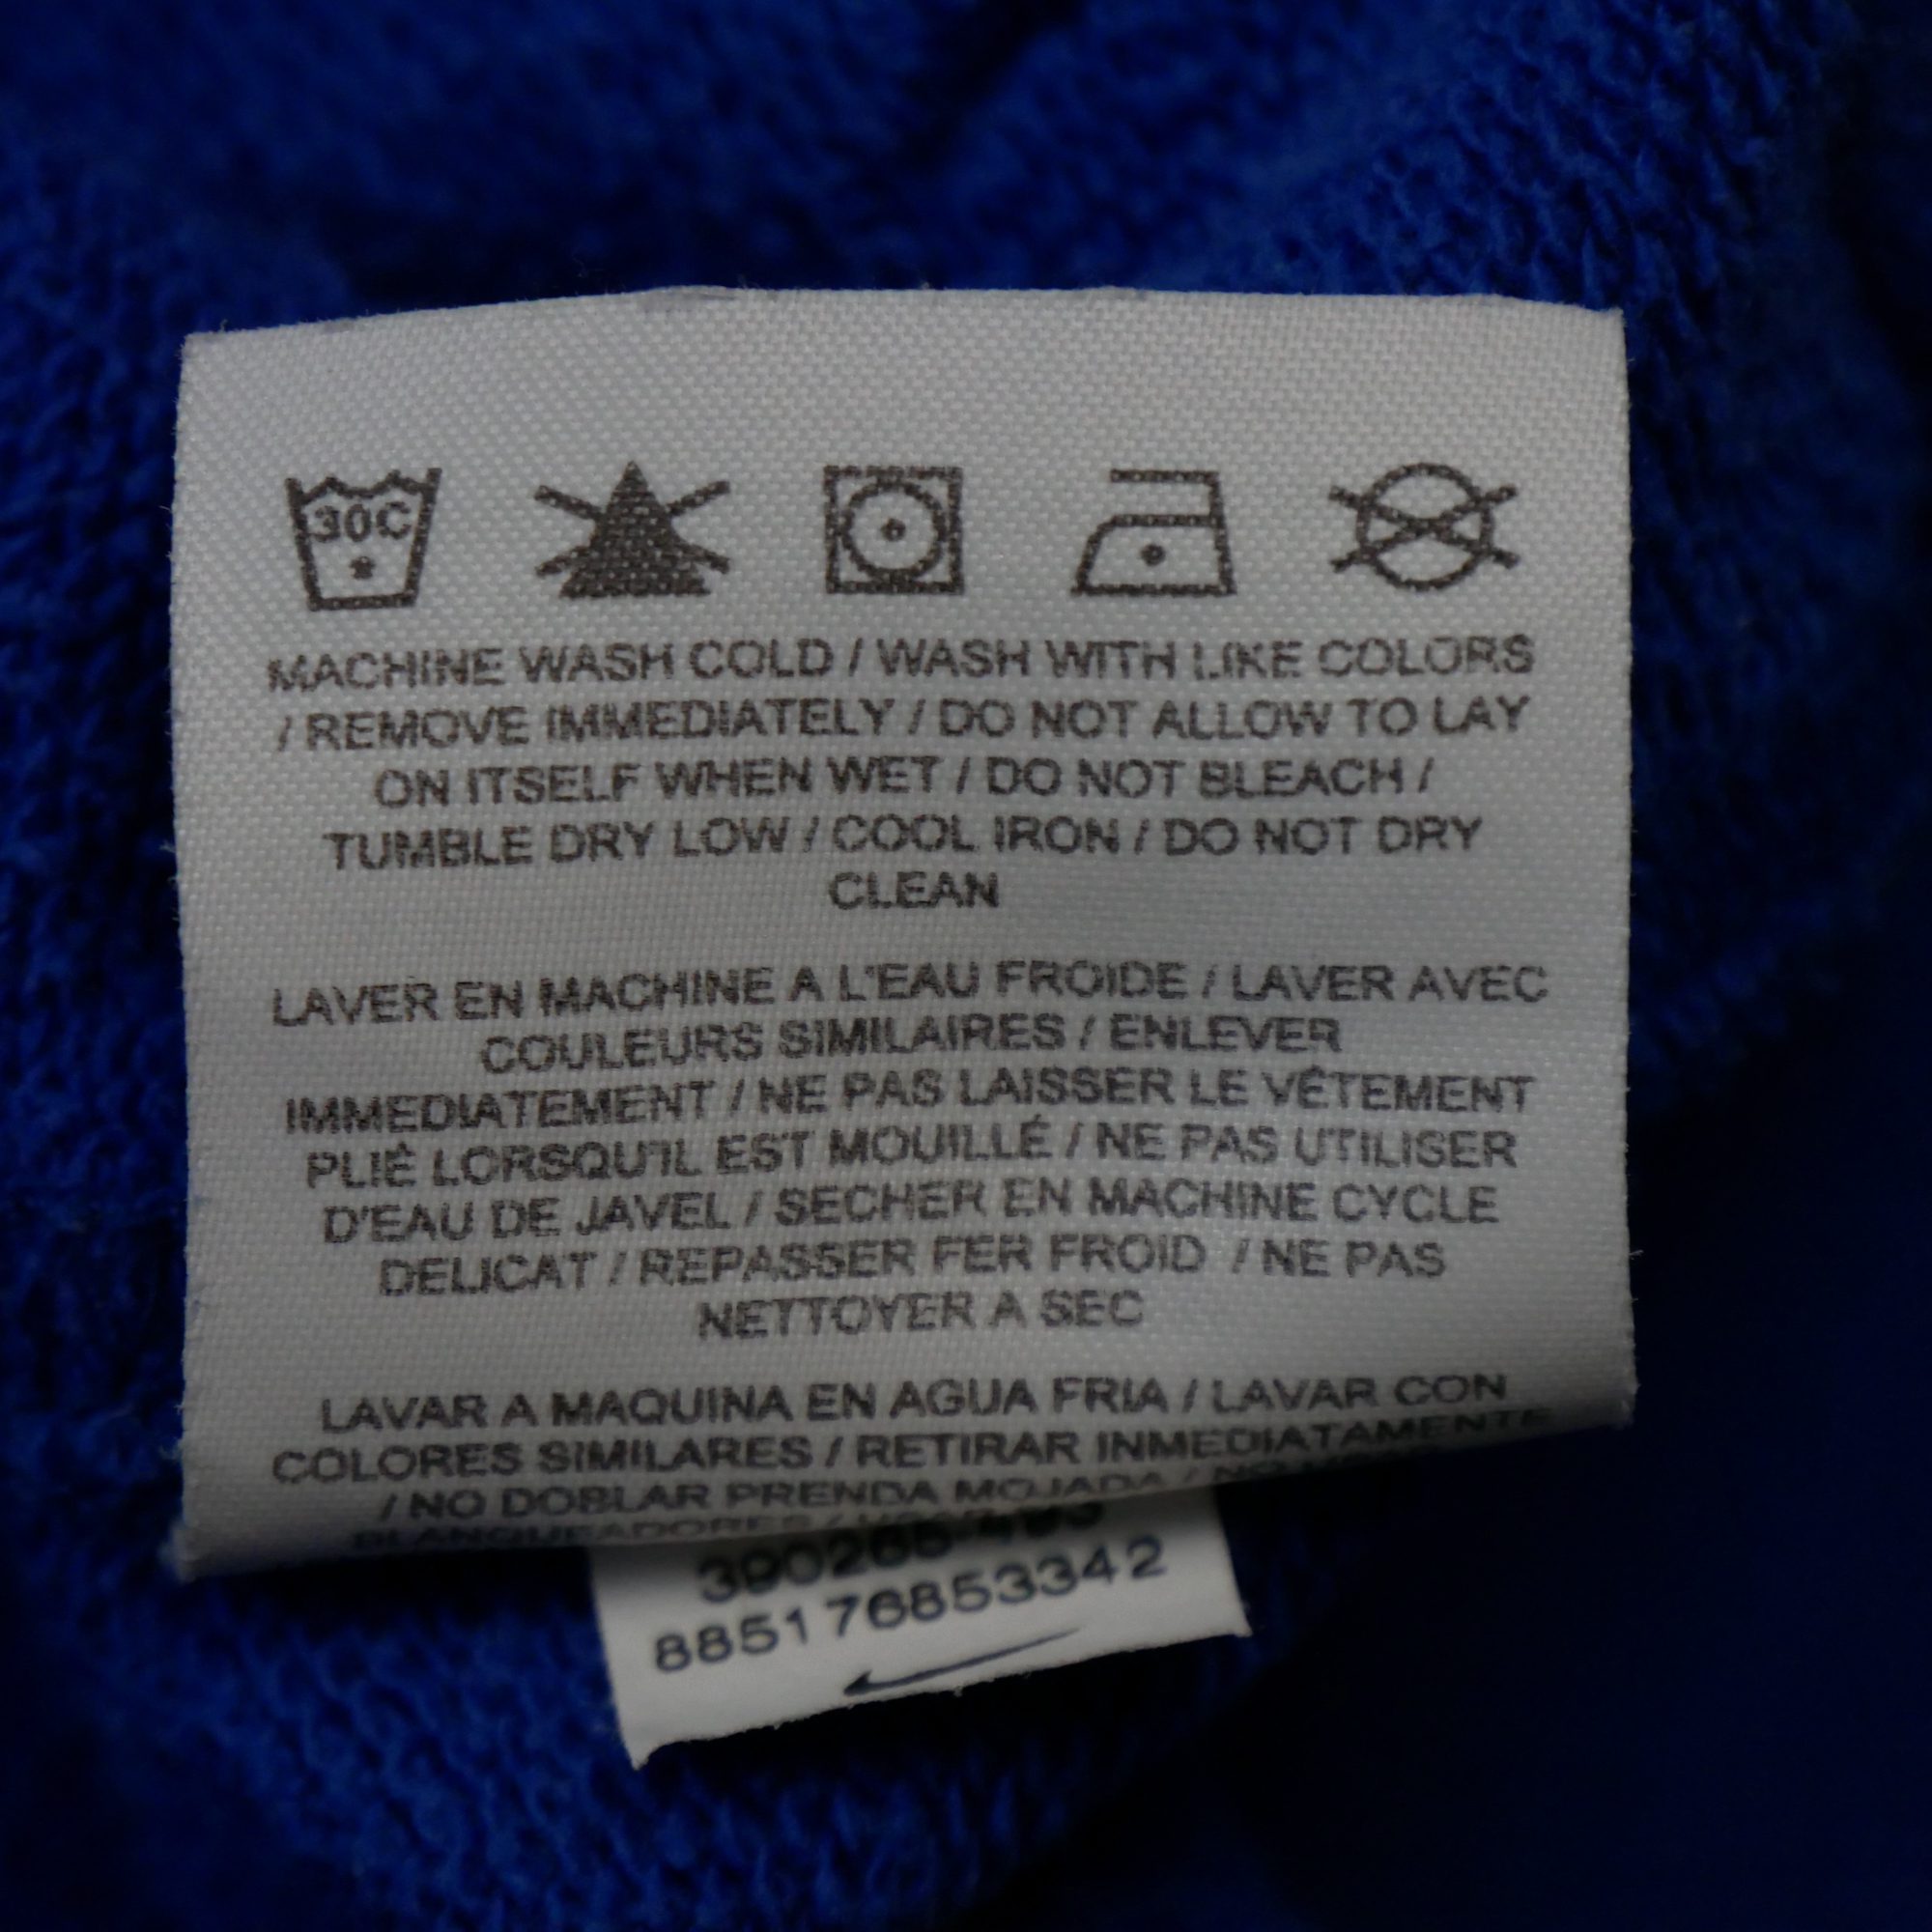 30C
MACHINE WASH COLD / WASH WITH LIKE COLORS
/ REMOVE IMMEDIATELY / DO NOT ALLOW TO LAY
ON ITSELF WHEN WET / DO NOT BLEACH /
TUMBLE DRY LOW / COOL IRON / DO NOT DRY
CLEAN
LAVER EN MACHINE A L'EAU FROIDE / LAVER AVEC
COULEURS SIMILAIRES / ENLEVER
IMMEDIATEMENT / NE PAS LAISSER LE VÊTEMENT
PLIÉ LORSQU'IL EST MOUILLÉ / NE PAS UTILISER
D'EAU DE JAVEL / SECHER EN MACHINE CYCLE
DELICAT / REPASSER FER FROID / NE PAS
NETTOYER A SEC
LAVAR A MAQUINA EN AGUA FRIA / LAVAR CON
COLORES SIMILARES / RETIRAR INMEDIATAMENTE
/ NO DOBLAR PRENDA MOJADA / NO
BLANQUEADORES /
885176853342